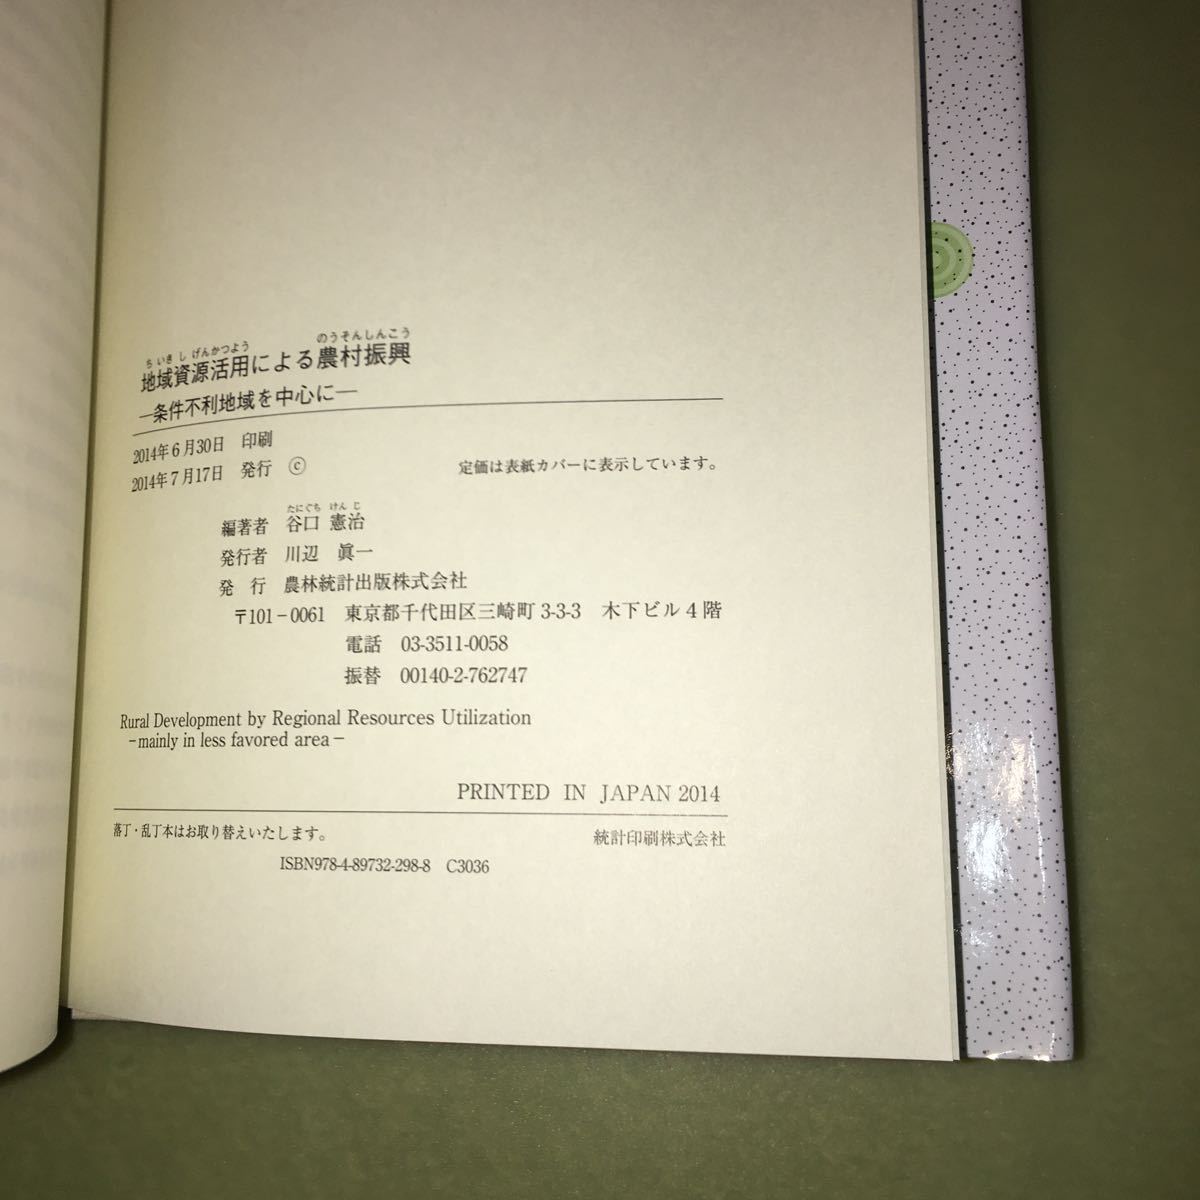 ちいきしげんかつよう のうそんしんこう
地域資源活用による農村振興
―条件不利地域を中心に―
2014年6月30日 印刷
2014年7月17日 発行 ⓒ 定価は表紙カバーに表示しています。
たにぐち けんじ
編著者 谷口 憲治
発行者 川辺 眞一
発 行 農林統計出版株式会社
〒101-0061 東京都千代田区三崎町3-3-3 木下ビル4階
電話 03-3511-0058
振替 00140-2-762747
Rural Development by Regional Resources Utilization
-mainly in less favored area-
PRINTED IN JAPAN 2014
落丁・乱丁本はお取り替えいたします。 統計印刷株式会社
ISBN978-4-89732-298-8 C3036